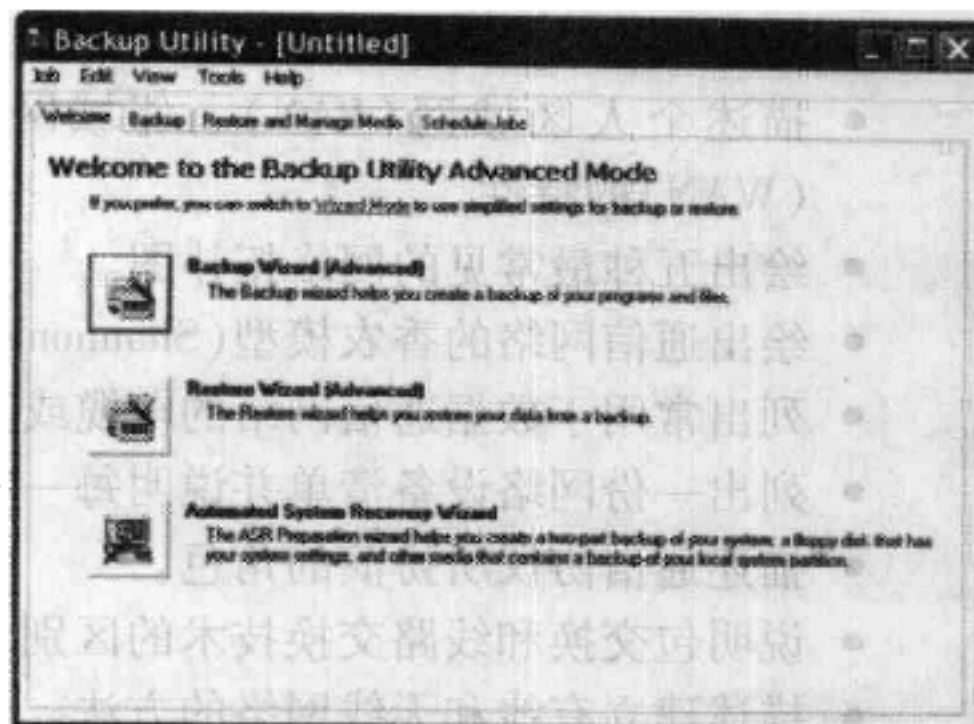 Backup Utility - [Untitled]
Job Edit View Tools Help
Welcome Backup Restore and Manage Media Schedule Jobs
Welcome to the Backup Utility Advanced Mode
If you prefer, you can switch to Wizard Mode to use simplified settings for backup or restore.
Backup Wizard (Advanced)
The Backup wizard helps you create a backup of your programs and files.
Restore Wizard (Advanced)
The Restore wizard helps you restore your data from a backup.
Automated System Recovery Wizard
The ASR Preparation wizard helps you create a two-part backup of your system: a floppy disk that has
your system settings, and other media that contains a backup of your local system partition.